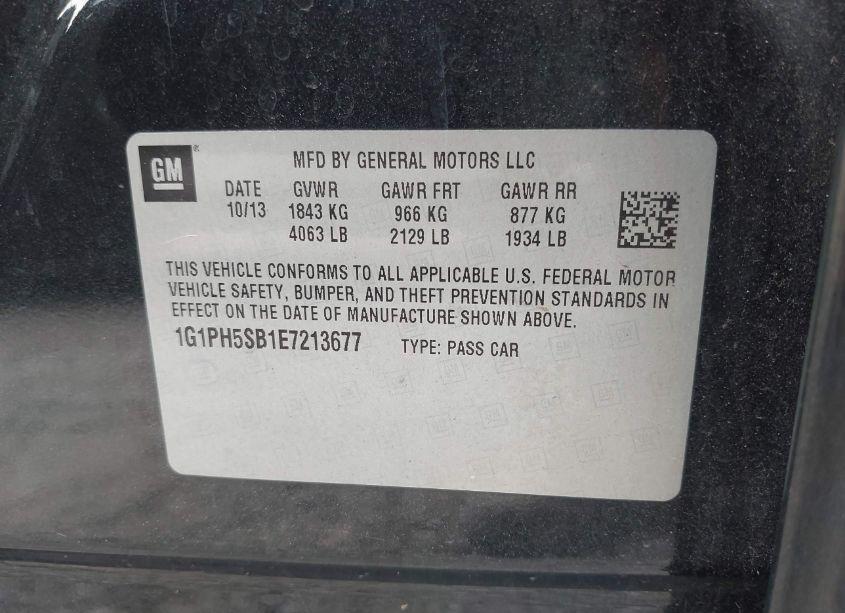 GM ®
MFD BY GENERAL MOTORS LLC
DATE GVWR GAWR FRT GAWR RR
10/13 1843 KG 966 KG 877 KG
4063 LB 2129 LB 1934 LB
THIS VEHICLE CONFORMS TO ALL APPLICABLE U.S. FEDERAL MOTOR
VEHICLE SAFETY, BUMPER, AND THEFT PREVENTION STANDARDS IN
EFFECT ON THE DATE OF MANUFACTURE SHOWN ABOVE.
1G1PH5SB1E7213677 TYPE: PASS CAR